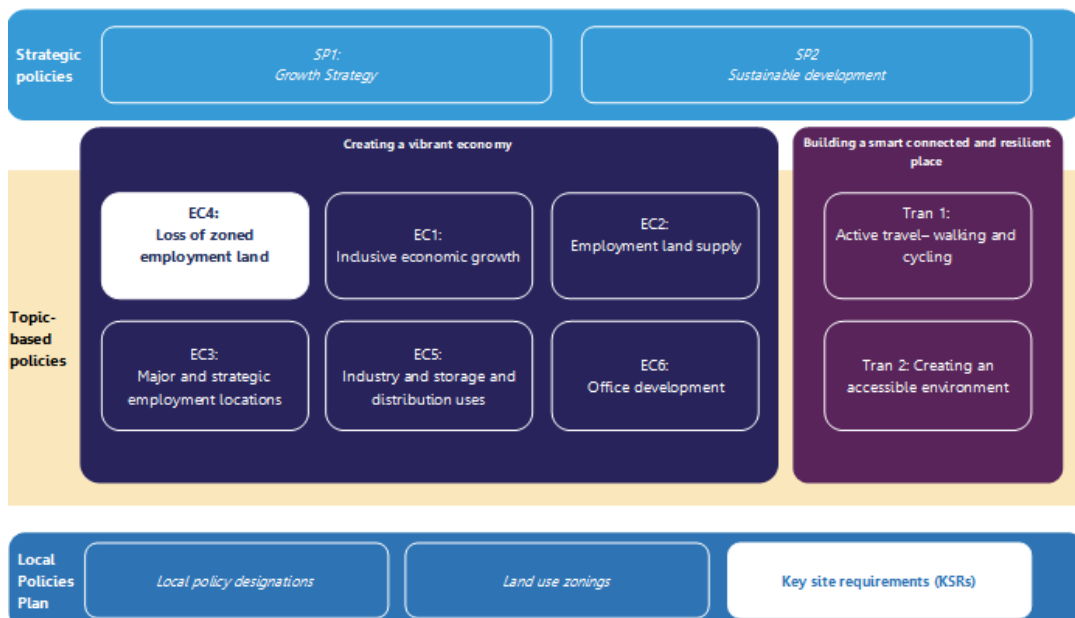 Strategic
policies
SP1:
Growth Strategy
SP2
Sustainable development
Creating a vibrant economy
Building a smart connected and resilient
place
Topic-
based
policies
EC4:
Loss of zoned
employment land
EC1:
Inclusive economic growth
EC2:
Employment land supply
Tran 1:
Active travel– walking and
cycling
EC3:
Major and strategic
employment locations
EC5:
Industry and storage and
distribution uses
EC6:
Office development
Tran 2: Creating an
accessible environment
Local
Policies
Plan
Local policy designations
Land use zonings
Key site requirements (KSRs)